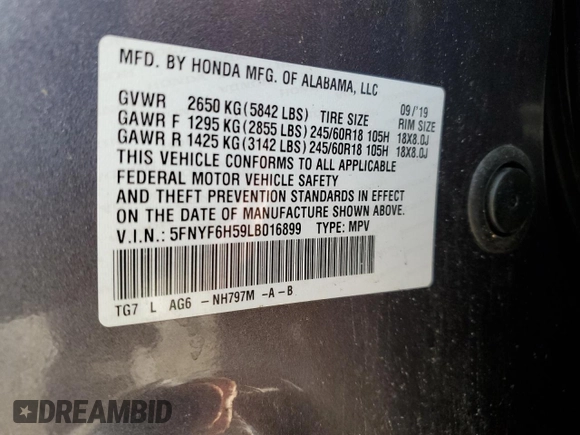 MFD. BY HONDA MFG. OF ALABAMA, LLC
GVWR 2650 KG (5842 LBS) TIRE SIZE 09/'19 RIM SIZE
GAWR F 1295 KG (2855 LBS) 245/60R18 105H 18X8.0J
GAWR R 1425 KG (3142 LBS) 245/60R18 105H 18X8.0J
THIS VEHICLE CONFORMS TO ALL APPLICABLE
FEDERAL MOTOR VEHICLE SAFETY
AND THEFT PREVENTION STANDARDS IN EFFECT
ON THE DATE OF MANUFACTURE SHOWN ABOVE.
V.I.N.: 5FNYF6H59LB016899 TYPE: MPV
TG7 L AG6 -NH797M -A-B
DREAMBID